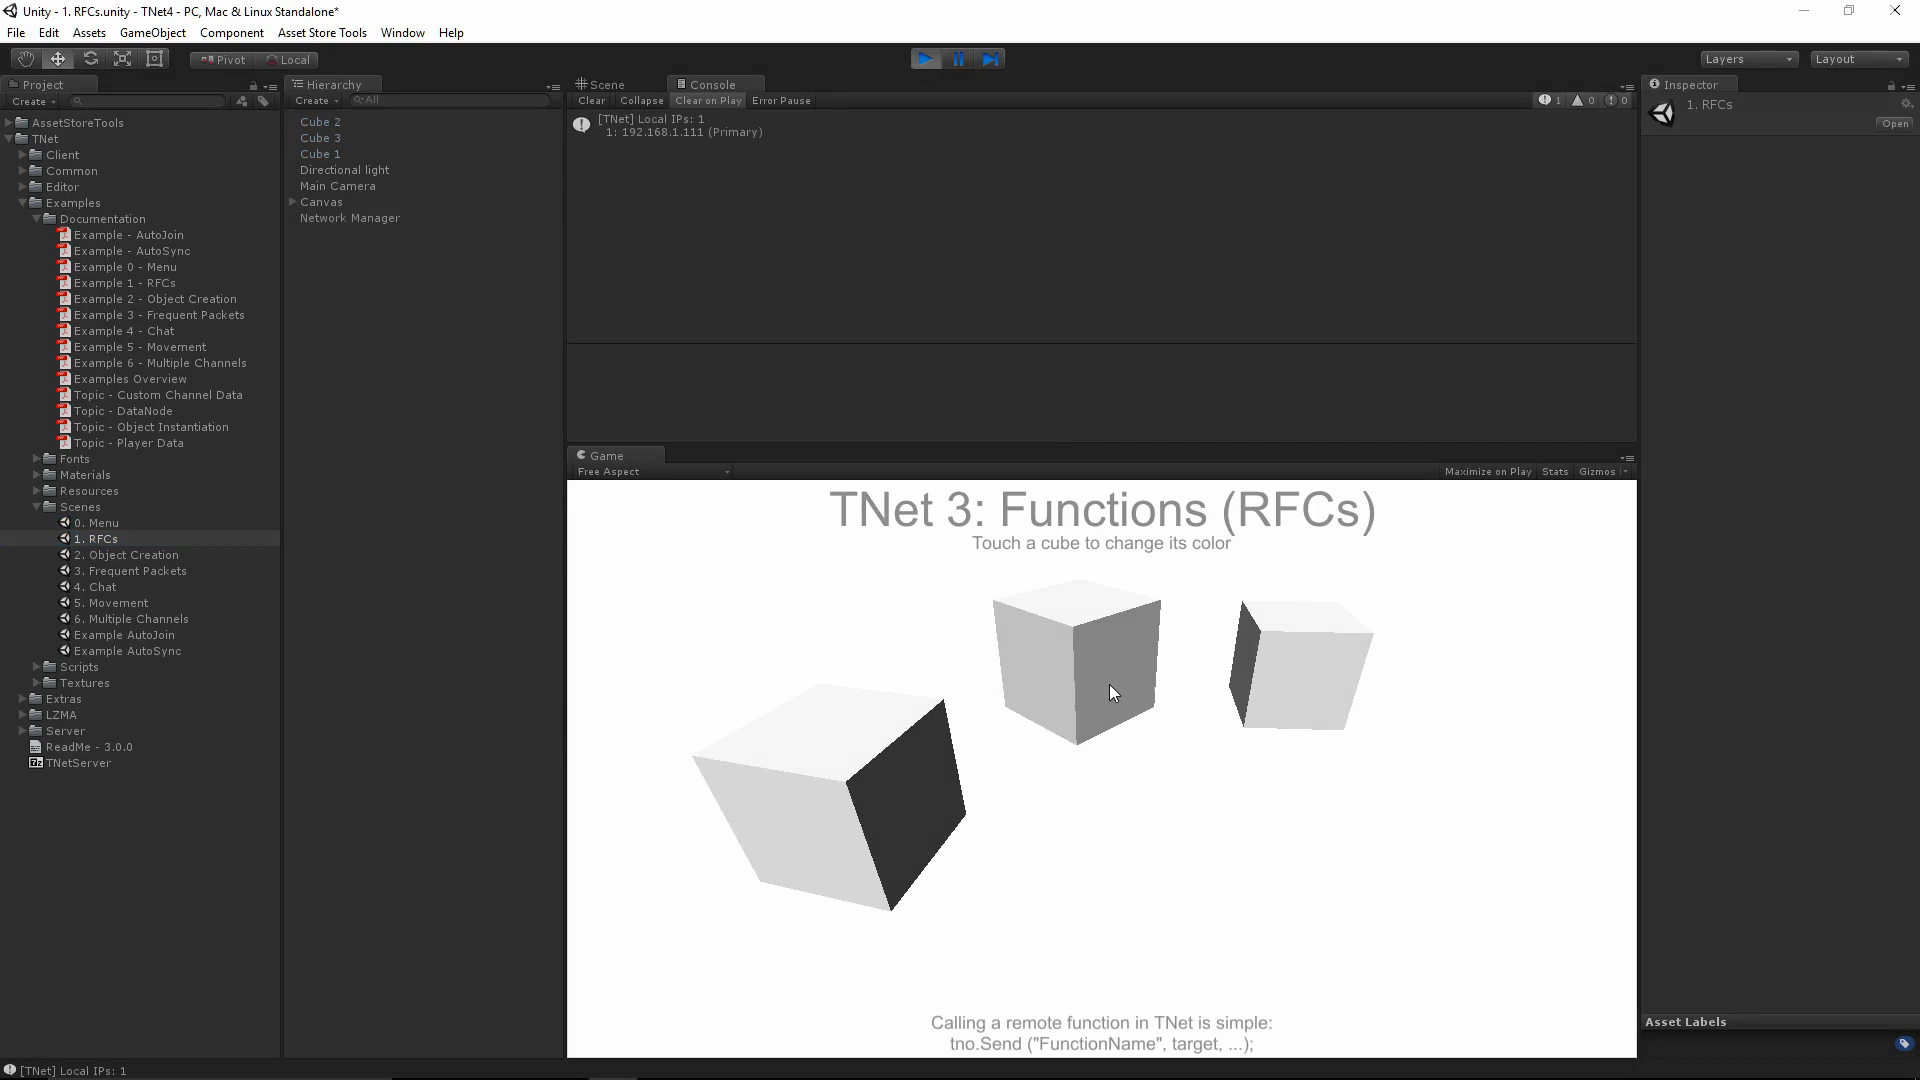 Unity - 1. RFCs.unity - TNet4 - PC, Mac & Linux Standalone*
File Edit Assets GameObject Component Asset Store Tools Window Help
Pivot Local
Layers Layout
Project
Create
AssetStoreTools
TNet
Client
Common
Editor
Examples
Documentation
Example - AutoJoin
Example - AutoSync
Example 0 - Menu
Example 1 - RFCs
Example 2 - Object Creation
Example 3 - Frequent Packets
Example 4 - Chat
Example 5 - Movement
Example 6 - Multiple Channels
Examples Overview
Topic - Custom Channel Data
Topic - DataNode
Topic - Object Instantiation
Topic - Player Data
Fonts
Materials
Resources
Scenes
0. Menu
1. RFCs
2. Object Creation
3. Frequent Packets
4. Chat
5. Movement
6. Multiple Channels
Example AutoJoin
Example AutoSync
Scripts
Textures
Extras
LZMA
Server
ReadMe - 3.0.0
TNetServer
Hierarchy
Create All
Cube 2
Cube 3
Cube 1
Directional light
Main Camera
Canvas
Network Manager
Scene Console
Clear Collapse Clear on Play Error Pause 1 0 0
[TNet] Local IPs: 1
1: 192.168.1.111 (Primary)
Game
Free Aspect Maximize on Play Stats Gizmos
TNet 3: Functions (RFCs)
Touch a cube to change its color
Calling a remote function in TNet is simple:
tno.Send ("FunctionName", target, ...);
Inspector
1. RFCs
Open
Asset Labels
[TNet] Local IPs: 1